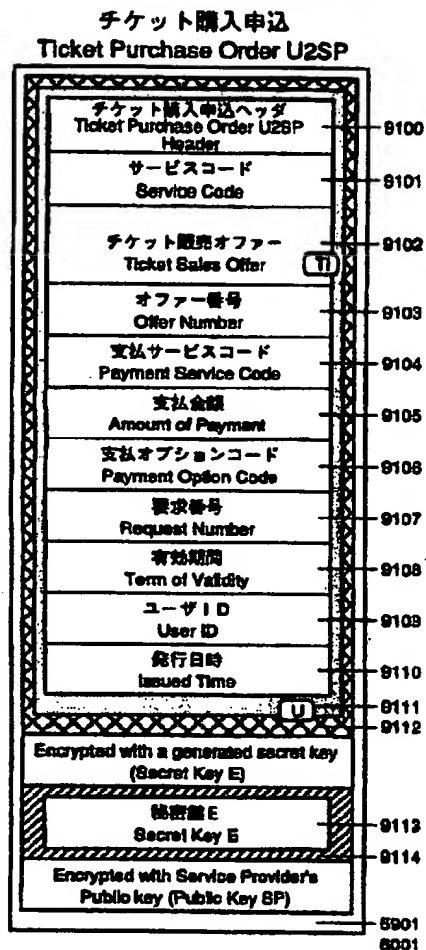 チケット購入申込
Ticket Purchase Order U2SP
チケット購入申込ヘッダ
Ticket Purchase Order U2SP
Header
9100
サービスコード
Service Code
9101
チケット販売オファー
Ticket Sales Offer
9102
TI
オファー番号
Offer Number
9103
支払サービスコード
Payment Service Code
9104
支払金額
Amount of Payment
9105
支払オプションコード
Payment Option Code
9106
要求番号
Request Number
9107
有効期間
Term of Validity
9108
ユーザID
User ID
9109
発行日時
Issued Time
9110
U
9111
9112
Encrypted with a generated secret key
(Secret Key E)
秘密鍵E
Secret Key E
9113
9114
Encrypted with Service Provider's
Public key (Public Key SP)
5901
6001